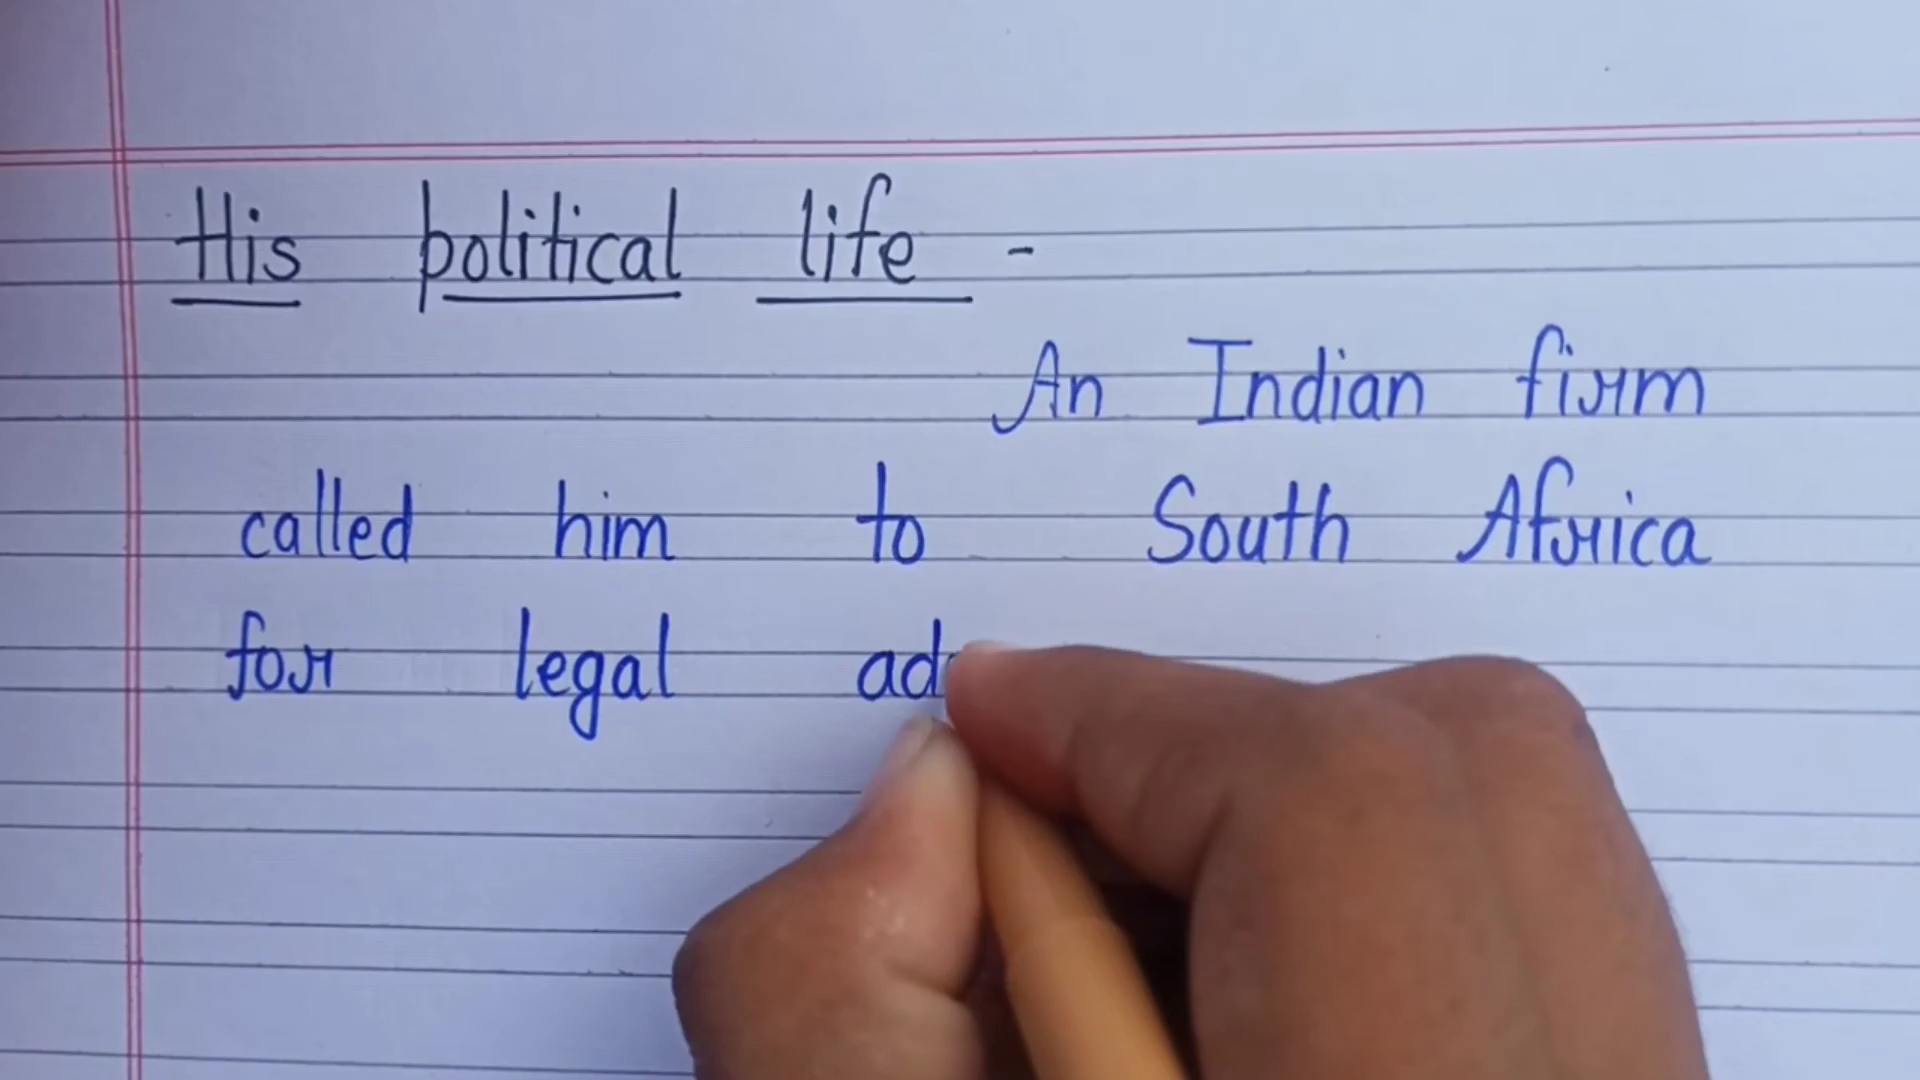 His political life -
An Indian firm
called him to South Africa
for legal